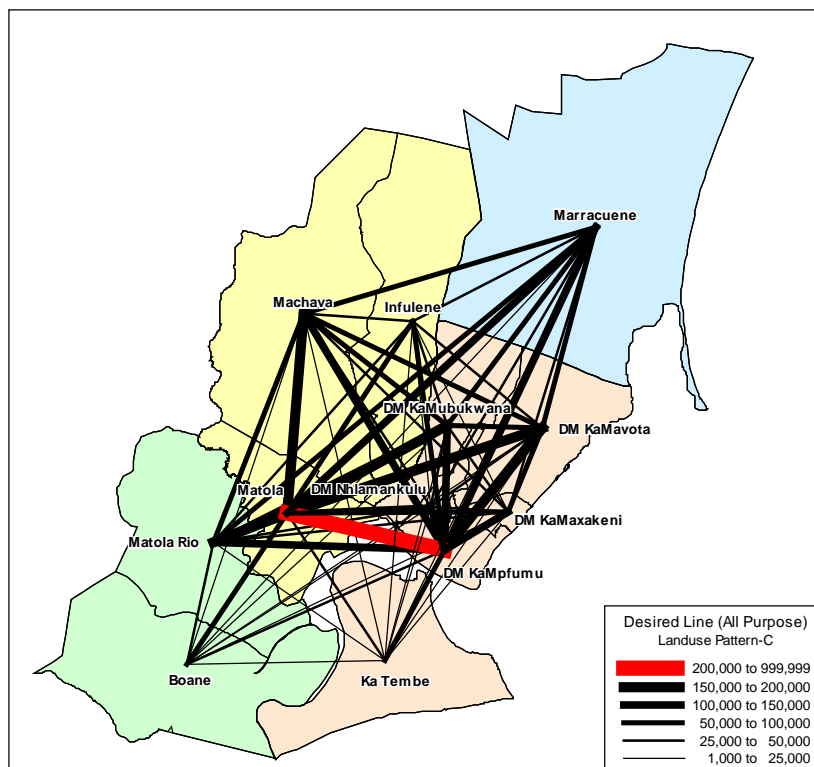 Marracuene
Machava
Infulene
DM KaMubukwana
DM KaMavota
Matola
DM Nhlamankulu
DM KaMaxakeni
Matola Rio
DM KaMpfumu
Boane
Ka Tembe
Desired Line (All Purpose)
Landuse Pattern-C
200,000 to 999,999
150,000 to 200,000
100,000 to 150,000
50,000 to 100,000
25,000 to 50,000
1,000 to 25,000